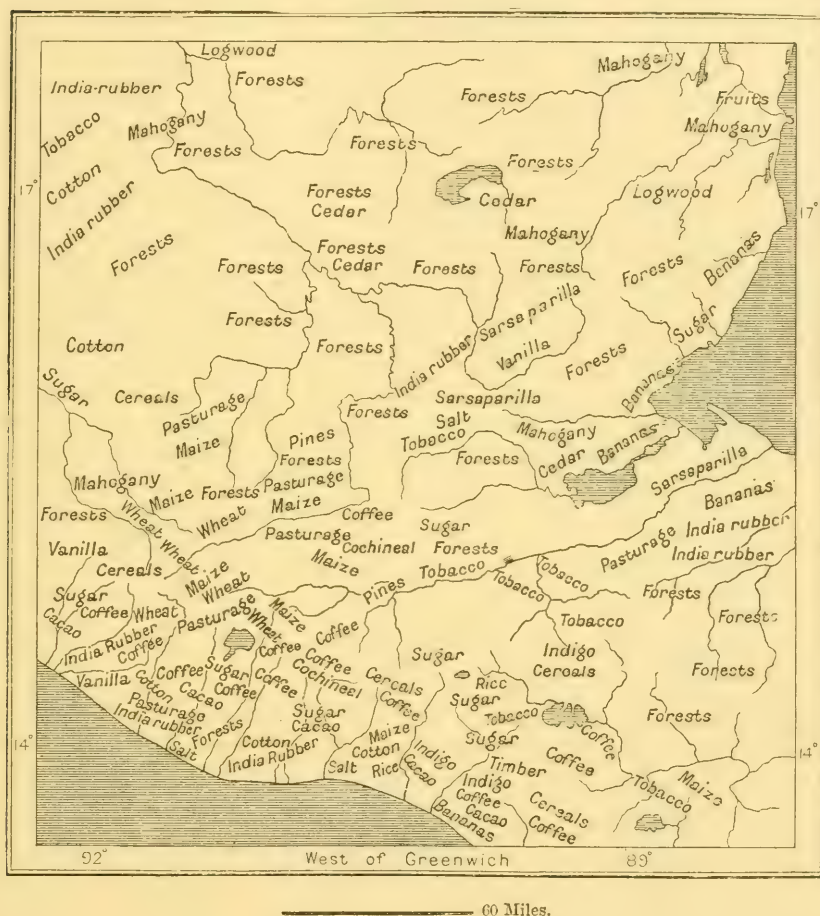 Logwood
Mahogany
India-rubber
Forests
Forests
Fruits
Tobacco
Mahogany
Mahogany
Forests
Forests
Forests
Cotton
17°
Forests
Cedar
Cedar
Logwood
17°
India rubber
Mahogany
Forests
Forests
Cedar
Bananas
Forests
Forests
Forests
Forests
Sarsaparilla
Forests
Sugar
Cotton
Forests
India rubber
Vanilla
Forests
Sugar
Cereals
Pasturage
Sarsaparilla
Bananas
Forests
Salt
Maize
Pines
Tobacco
Mahogany
Bananas
Forests
Forests
Cedar
Mahogany
Maize
Forests
Pasturage
Sarsaparilla
Maize
Bananas
Forests
Wheat
Wheat
Coffee
Sugar
India rubber
Vanilla
Wheat
Pasturage
Cochineal
Forests
Pasturage
India rubber
Cereals
Maize
Maize
Tobacco
Tobacco
Tobacco
Sugar
Wheat
Pines
Forests
Coffee
Wheat
Pasturage
Maize
Cacao
Wheat
Coffee
Tobacco
Forests
India Rubber
Coffee
Coffee
Coffee
Sugar
Indigo
Cereals
Vanilla
Cotton
Coffee
Sugar
Coffee
Cochineal
Cereals
Rice
Forests
Cacao
Coffee
Coffee
Sugar
Pasturage
Sugar
Tobacco
Forests
India rubber
Forests
Cacao
Maize
Sugar
Coffee
14°
Salt
Cotton
Cotton
Indigo
Coffee
14°
India Rubber
Salt
Rice
Cacao
Timber
Indigo
Maize
Coffee
Cereals
Tobacco
Cacao
Bananas
Coffee
92°
West of Greenwich
89°
60 Miles.